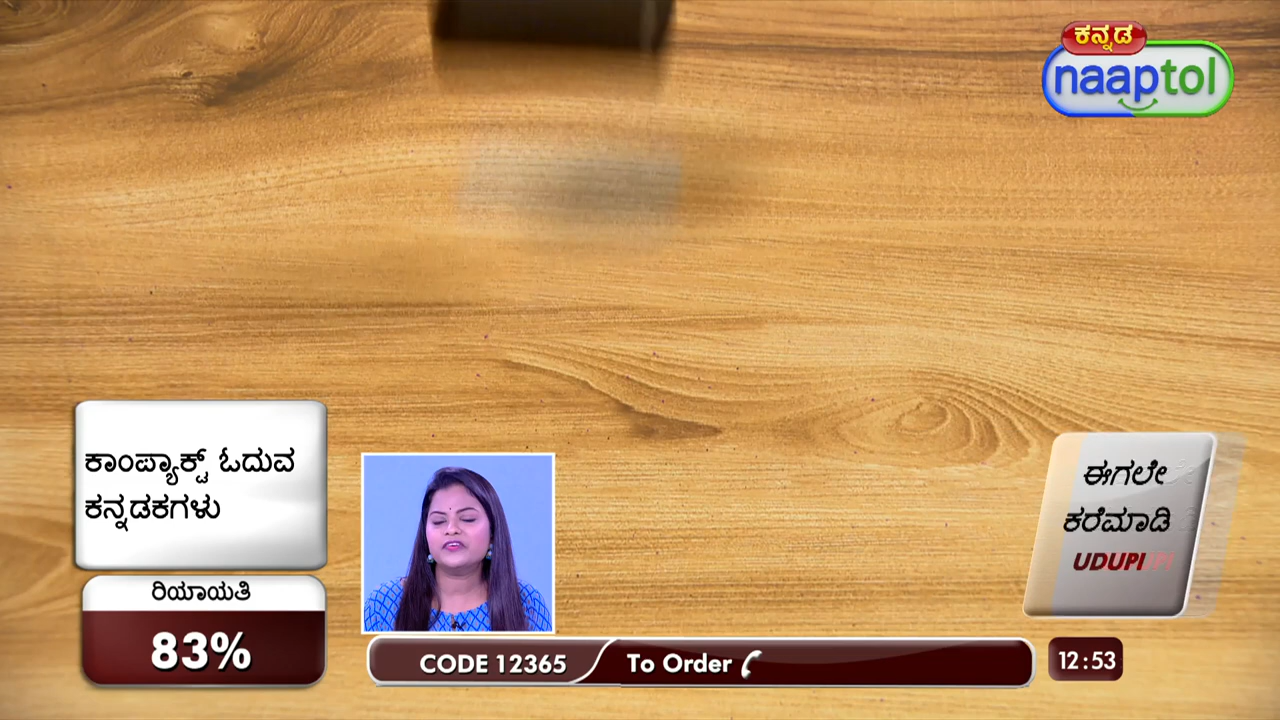 ಕನ್ನಡ
naaptol
ಕಾಂಪ್ಯಾಕ್ಟ್ ಓದುವ
ಕನ್ನಡಕಗಳು
ರಿಯಾಯತಿ
83%
ಈಗಲೇ
ಕರೆಮಾಡಿ
UDUPI
CODE 12365
To Order
12:53